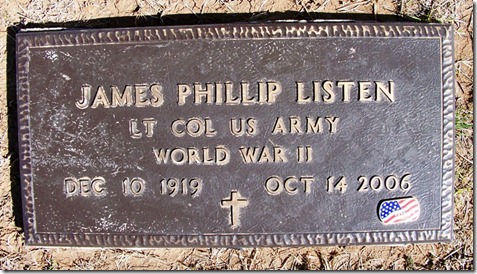 JAMES PHILLIP LISTEN
LT COL US ARMY
WORLD WAR II
DEC 10 1919 OCT 14 2006